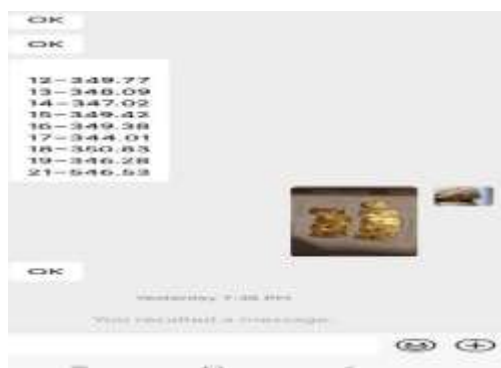 OK
OK
12-349.77
13-348.09
14-347.02
15-349.42
16-349.38
17-344.01
18-350.83
19-346.28
21-546.53
OK
Yesterday 7:36 PM
You recalled a message.